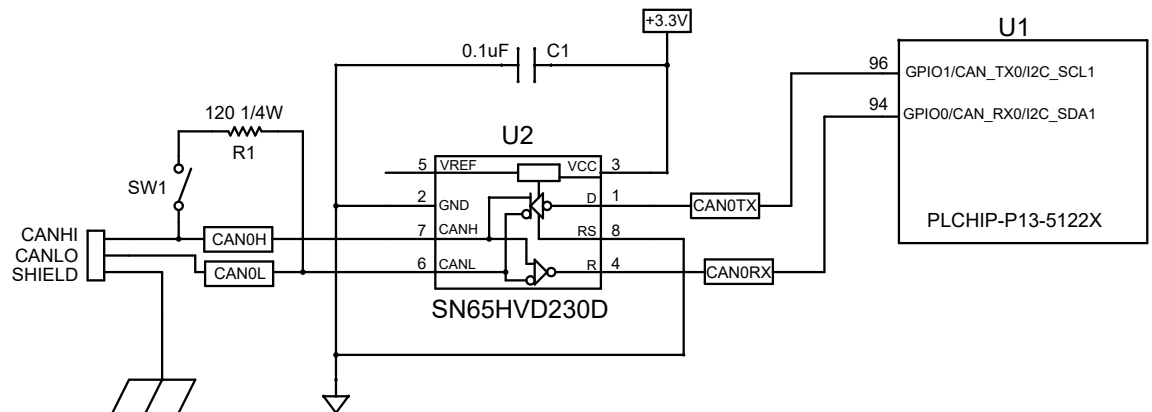 +3.3V
U1
0.1uF
C1
96
GPIO1/CAN_TX0/I2C_SCL1
94
GPIO0/CAN_RX0/I2C_SDA1
120 1/4W
R1
U2
5
VREF
VCC
3
SW1
2
GND
D
1
CAN0TX
PLCHIP-P13-5122X
CANHI
CAN0H
7
CANH
RS
8
CANLO
SHIELD
CAN0L
6
CANL
R
4
CAN0RX
SN65HVD230D